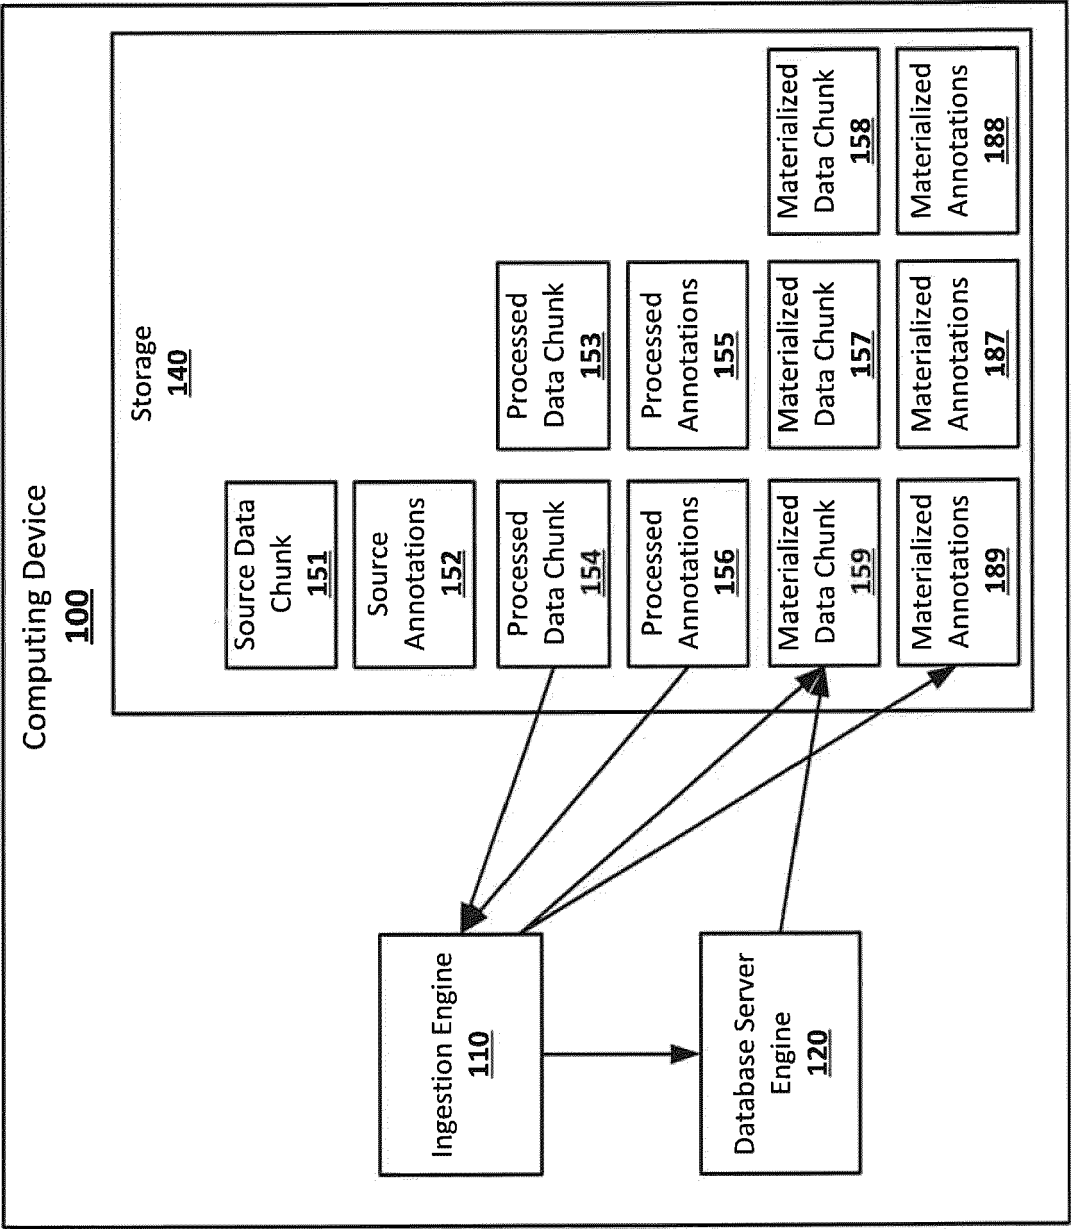 Computing Device
100
Storage
140
Source Data
Chunk
151
Source
Annotations
152
Processed
Data Chunk
154
Processed
Data Chunk
153
Processed
Annotations
156
Processed
Annotations
155
Materialized
Data Chunk
159
Materialized
Data Chunk
157
Materialized
Data Chunk
158
Materialized
Annotations
189
Materialized
Annotations
187
Materialized
Annotations
188
Ingestion Engine
110
Database Server
Engine
120